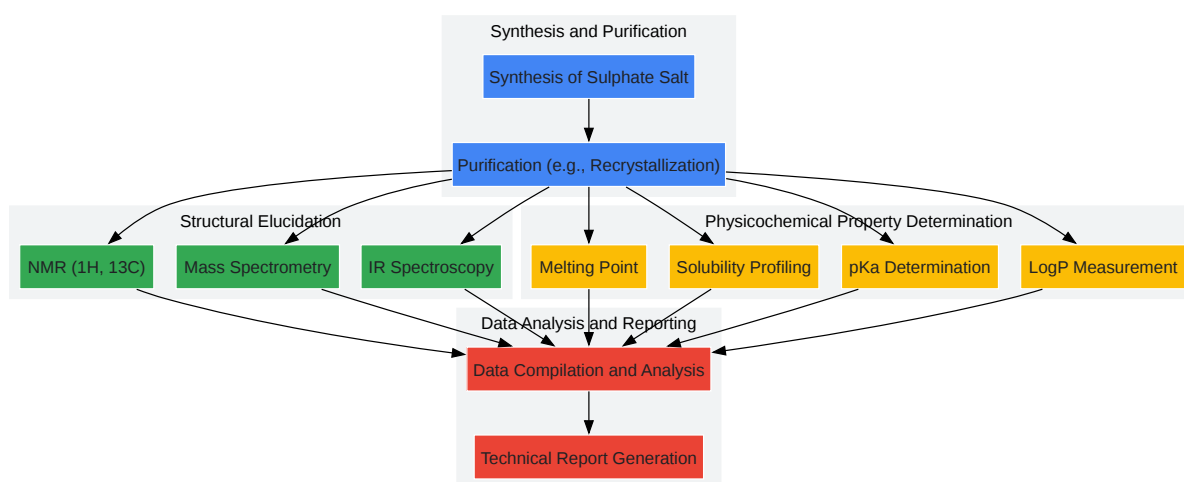 Synthesis and Purification
Synthesis of Sulphate Salt
Purification (e.g., Recrystallization)
Structural Elucidation
Physicochemical Property Determination
NMR (1H, 13C)
Mass Spectrometry
IR Spectroscopy
Melting Point
Solubility Profiling
pKa Determination
LogP Measurement
Data Analysis and Reporting
Data Compilation and Analysis
Technical Report Generation